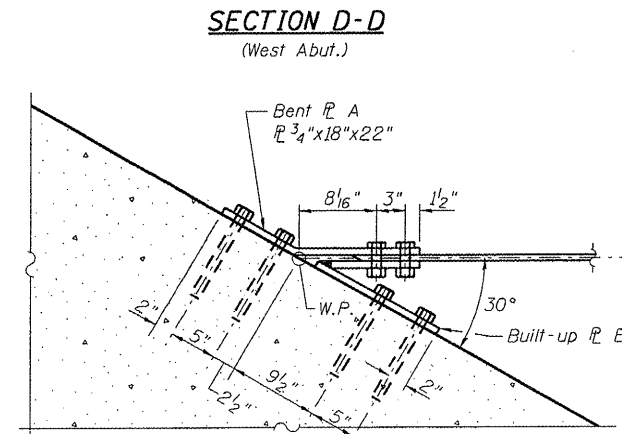 SECTION D-D
(West Abut.)
Bent ℄ A
℄ 3/4"x18"x22"
8 1/16"
3"
1 1/2"
W.P.
30°
Built-up ℄
2"
5"
9 1/2"
2 1/2"
5"
2"